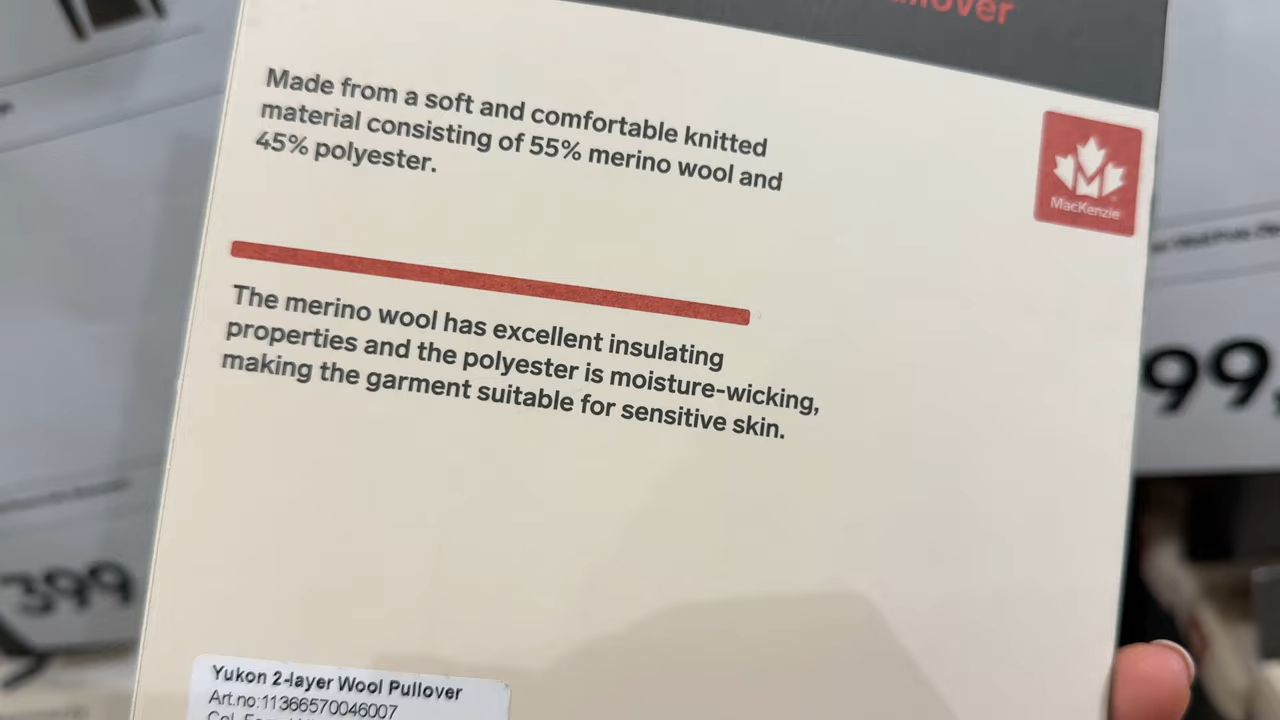 Made from a soft and comfortable knitted
material consisting of 55% merino wool and
45% polyester.
MacKenzie
The merino wool has excellent insulating
properties and the polyester is moisture-wicking,
making the garment suitable for sensitive skin.
99
399
Yukon 2-layer Wool Pullover
Art.no:11366570046007